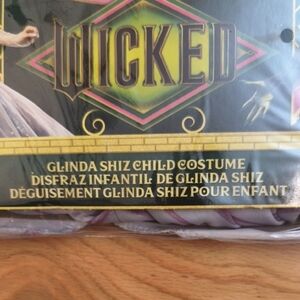 WICKED
GLINDA SHIZ CHILD COSTUME
DISFRAZ INFANTIL DE GLINDA SHIZ
DÉGUISEMENT GLINDA SHIZ POUR ENFANT